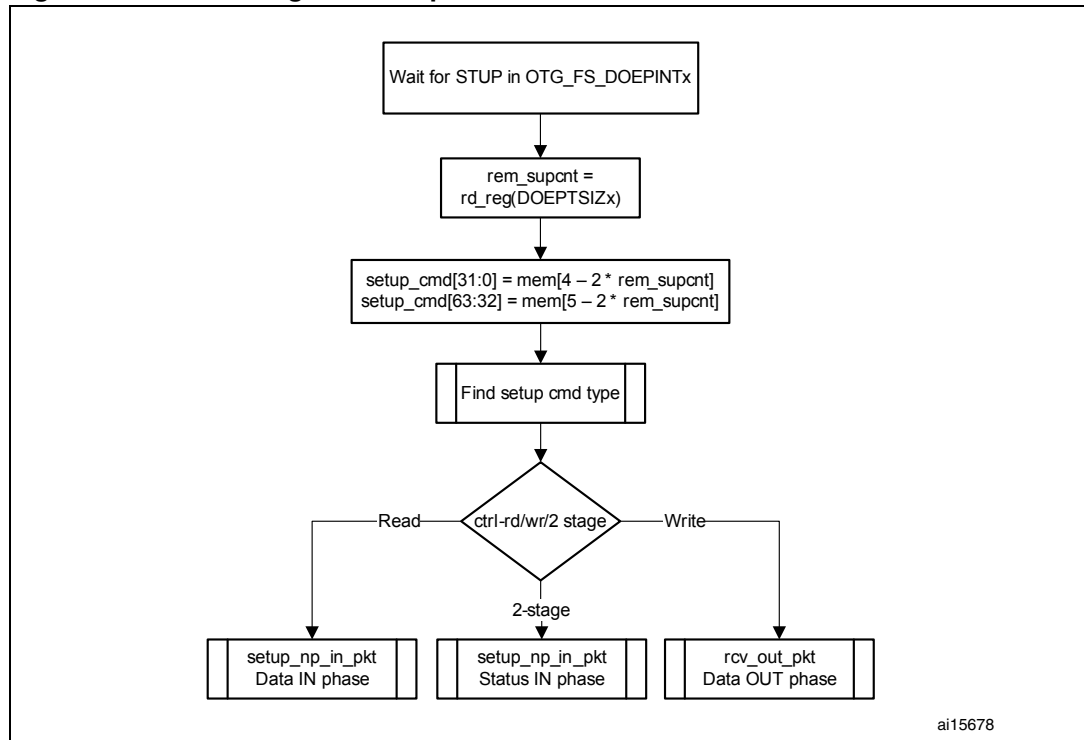 Wait for STUP in OTG_FS_DOEPINTx
rem_supcnt =
rd_reg(DOEPTSIZx)
setup_cmd[31:0] = mem[4 – 2 * rem_supcnt]
setup_cmd[63:32] = mem[5 – 2 * rem_supcnt]
Find setup cmd type
Read
ctrl-rd/wr/2 stage
Write
2-stage
setup_np_in_pkt
Data IN phase
setup_np_in_pkt
Status IN phase
rcv_out_pkt
Data OUT phase
ai15678